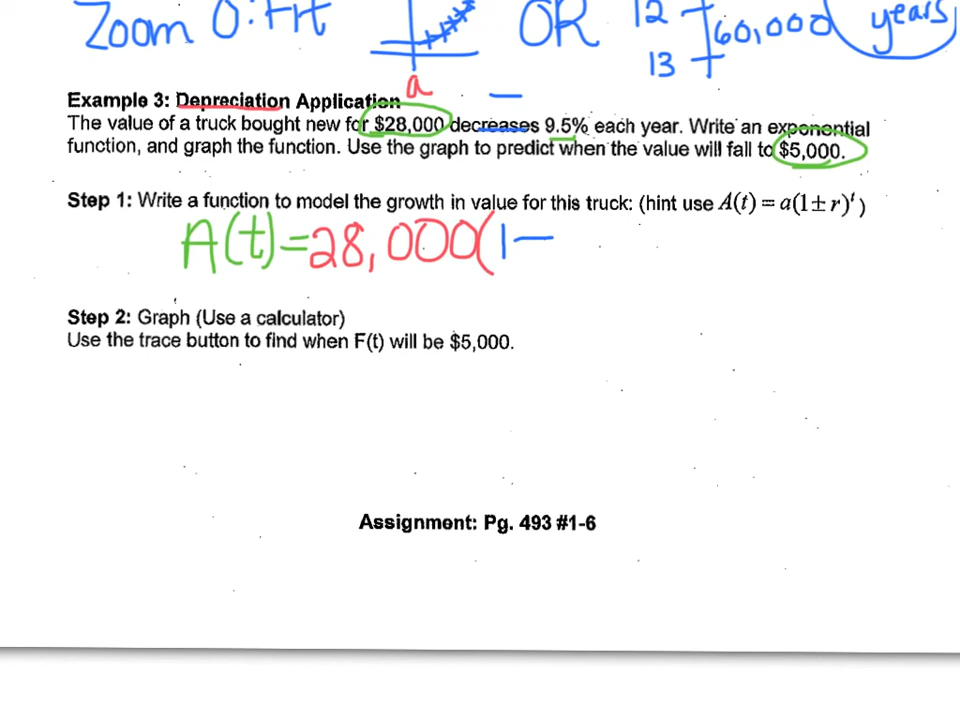 Zoom 0: Fit OR 12 60,000 years
13
a −
Example 3: Depreciation Application
The value of a truck bought new for $28,000 decreases 9.5% each year. Write an exponential
function, and graph the function. Use the graph to predict when the value will fall to $5,000.
Step 1: Write a function to model the growth in value for this truck: (hint use A(t) = a(1 ± r)^t )
A(t)=28,000(1−
Step 2: Graph (Use a calculator)
Use the trace button to find when F(t) will be $5,000.
Assignment: Pg. 493 #1-6